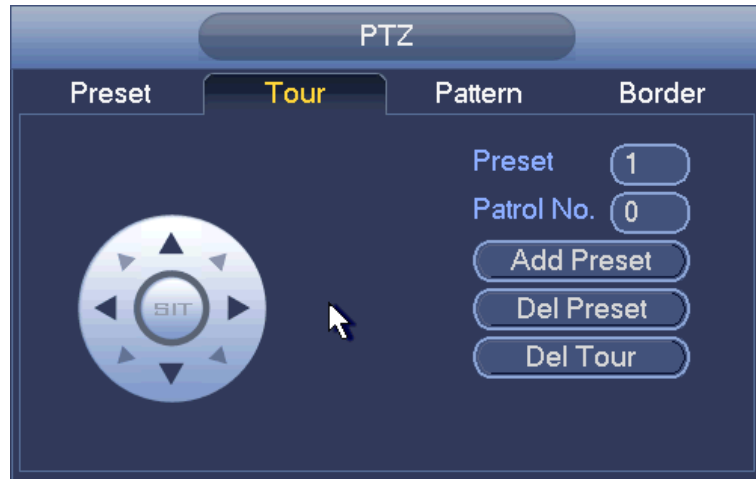 PTZ
Preset Tour Pattern Border
Preset 1
Patrol No. 0
Add Preset
SIT
Del Preset
Del Tour